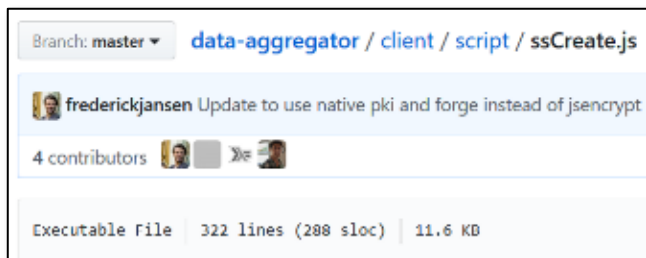 Branch: master data-aggregator / client / script / ssCreate.js
frederickjansen Update to use native pki and forge instead of jsencrypt
4 contributors
Executable File 322 lines (288 sloc) 11.6 KB